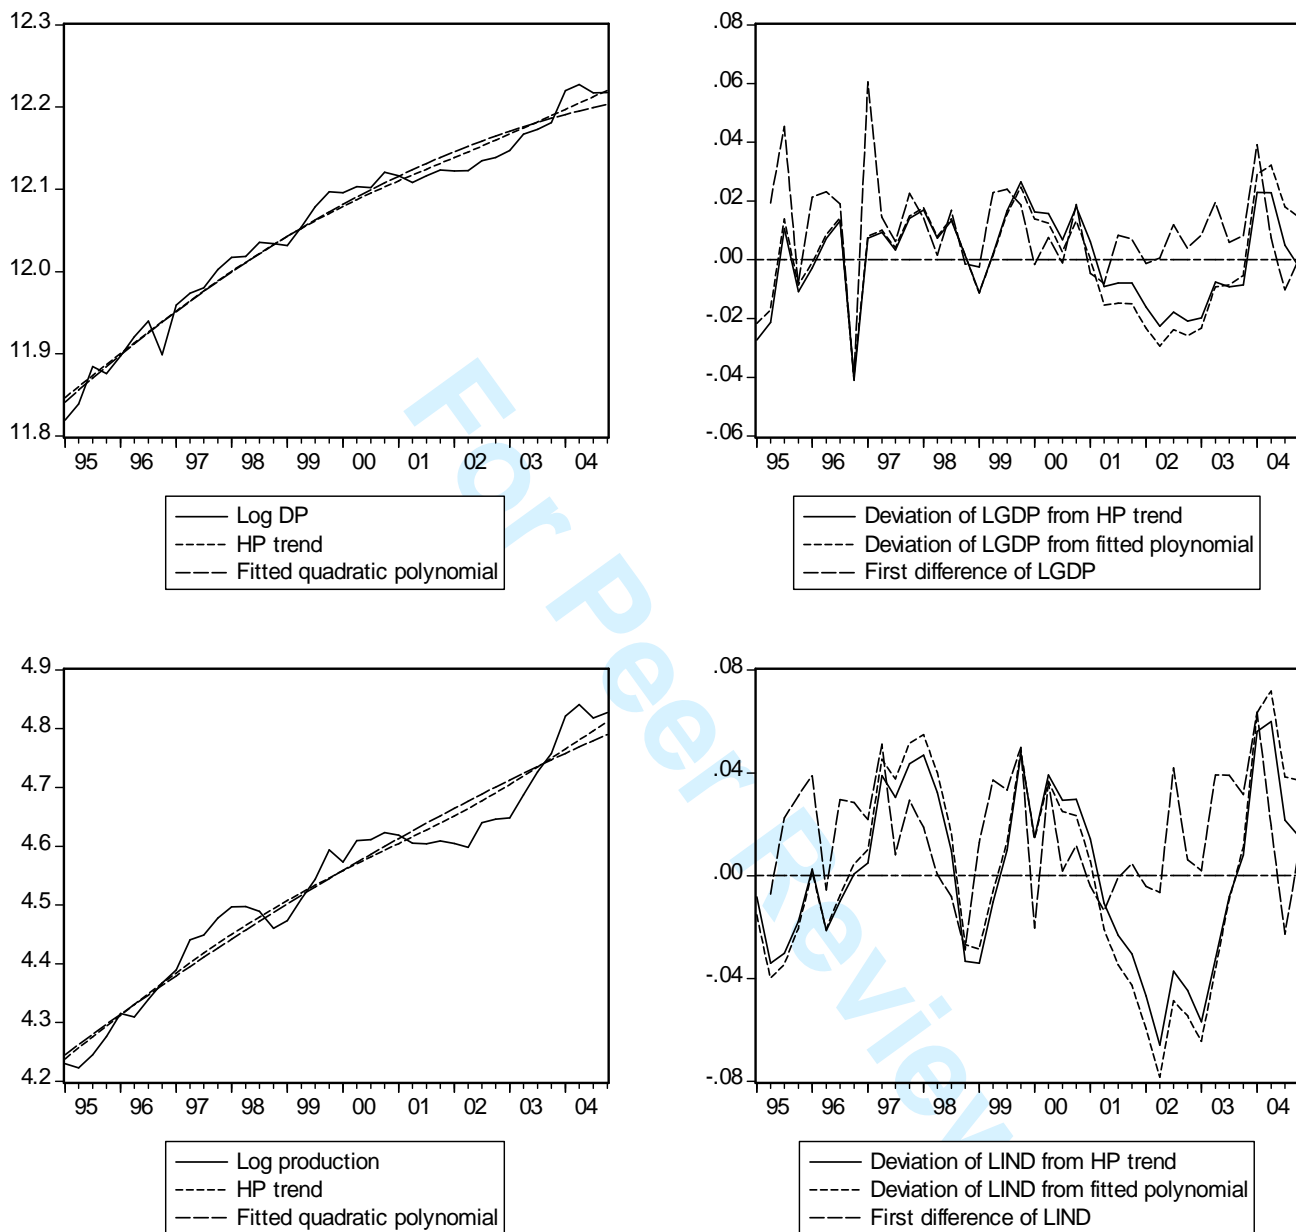 12.3
12.2
12.1
12.0
11.9
11.8
95 96 97 98 99 00 01 02 03 04
Log DP
HP trend
Fitted quadratic polynomial
.08
.06
.04
.02
.00
-.02
-.04
-.06
95 96 97 98 99 00 01 02 03 04
Deviation of LGDP from HP trend
Deviation of LGDP from fitted ploynomial
First difference of LGDP
4.9
4.8
4.7
4.6
4.5
4.4
4.3
4.2
95 96 97 98 99 00 01 02 03 04
Log production
HP trend
Fitted quadratic polynomial
.08
.04
.00
-.04
-.08
95 96 97 98 99 00 01 02 03 04
Deviation of LIND from HP trend
Deviation of LIND from fitted polynomial
First difference of LIND
For Peer Review